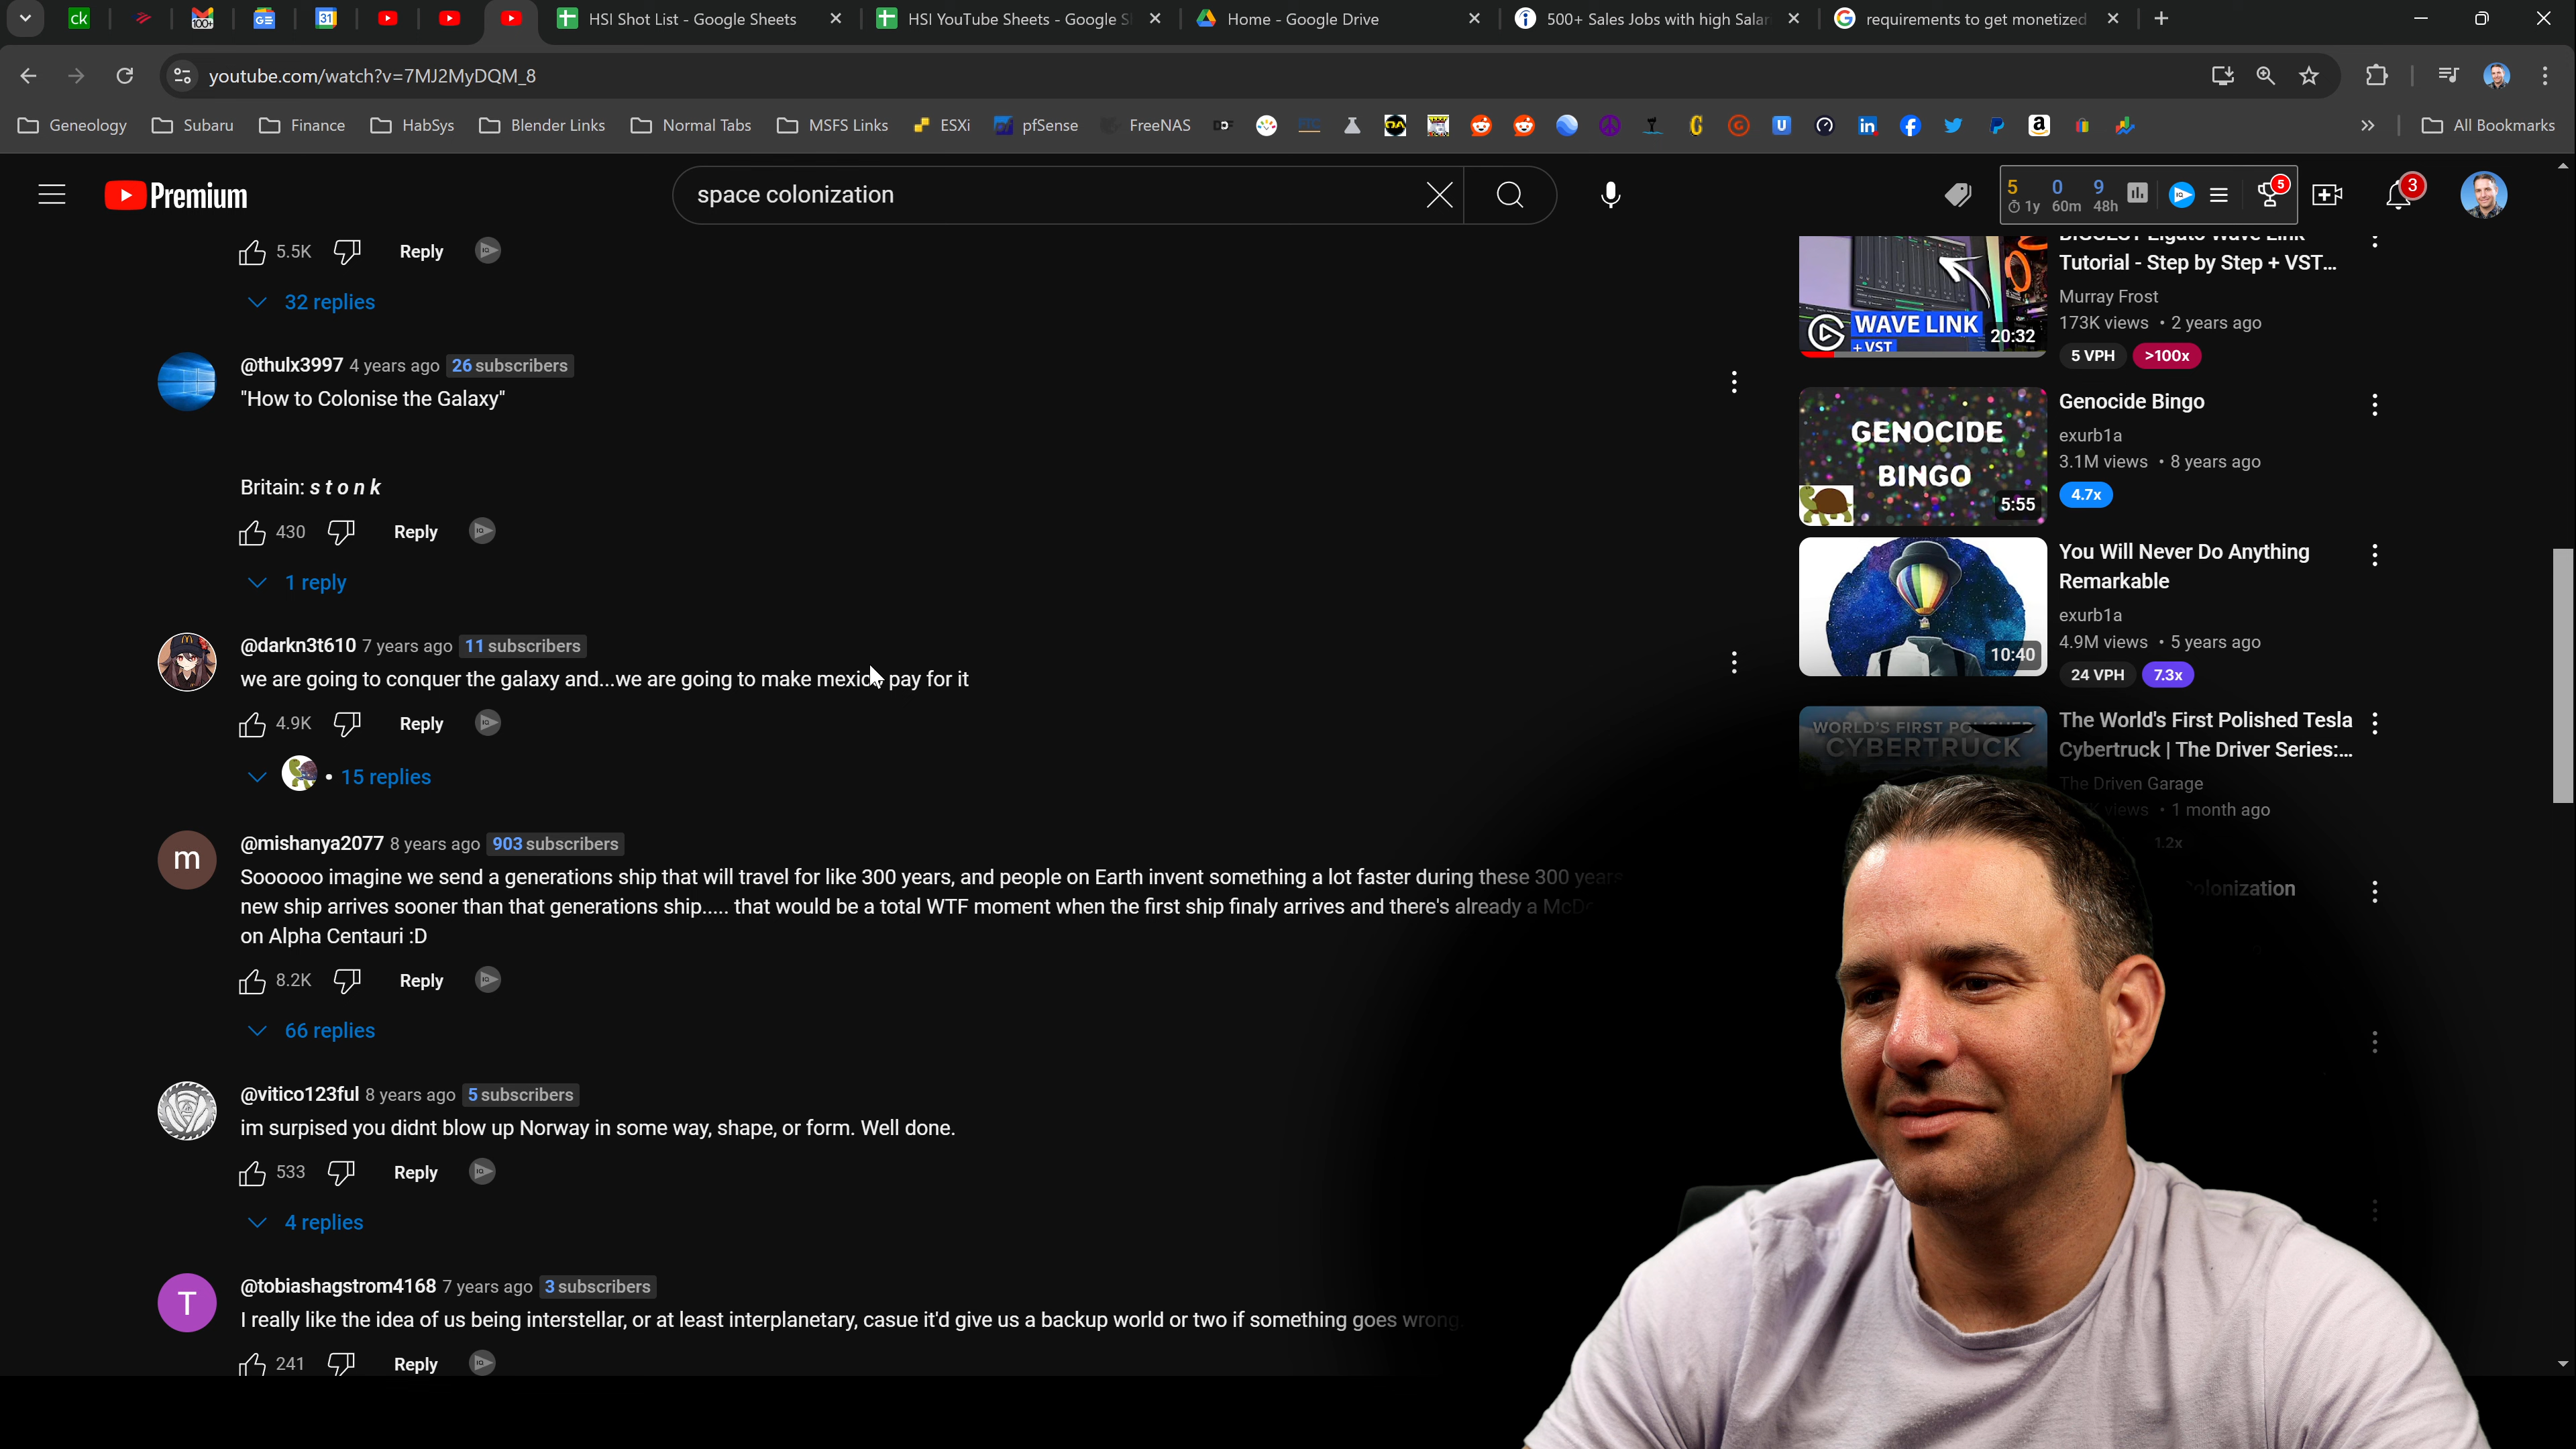 ck
100+
31
HSI Shot List - Google Sheets
HSI YouTube Sheets - Google S
Home - Google Drive
500+ Sales Jobs with high Salar
requirements to get monetized
youtube.com/watch?v=7MJ2MyDQM_8
Geneology
Subaru
Finance
HabSys
Blender Links
Normal Tabs
MSFS Links
ESXi
pfSense
FreeNAS
All Bookmarks
Premium
space colonization
5 0 9
1y 60m 48h
5
3
5.5K Reply
32 replies
@thulx3997 4 years ago 26 subscribers
"How to Colonise the Galaxy"
Britain: s t o n k
430 Reply
1 reply
@darkn3t610 7 years ago 11 subscribers
we are going to conquer the galaxy and...we are going to make mexico pay for it
4.9K Reply
• 15 replies
m
@mishanya2077 8 years ago 903 subscribers
Soooooo imagine we send a generations ship that will travel for like 300 years, and people on Earth invent something a lot faster during these 300 years
new ship arrives sooner than that generations ship..... that would be a total WTF moment when the first ship finaly arrives and there's already a McDo
on Alpha Centauri :D
8.2K Reply
66 replies
@vitico123ful 8 years ago 5 subscribers
im surpised you didnt blow up Norway in some way, shape, or form. Well done.
533 Reply
4 replies
T
@tobiashagstrom4168 7 years ago 3 subscribers
I really like the idea of us being interstellar, or at least interplanetary, casue it'd give us a backup world or two if something goes wrong.
241 Reply
WAVE LINK
+ VST
20:32
BIGGEST Elgato Wave Link
Tutorial - Step by Step + VST...
Murray Frost
173K views • 2 years ago
5 VPH >100x
GENOCIDE
BINGO
5:55
Genocide Bingo
exurb1a
3.1M views • 8 years ago
4.7x
10:40
You Will Never Do Anything
Remarkable
exurb1a
4.9M views • 5 years ago
24 VPH 7.3x
WORLD'S FIRST POLISHED
CYBERTRUCK
The World's First Polished Tesla
Cybertruck | The Driver Series:...
The Driven Garage
views • 1 month ago
1.2x
olonization